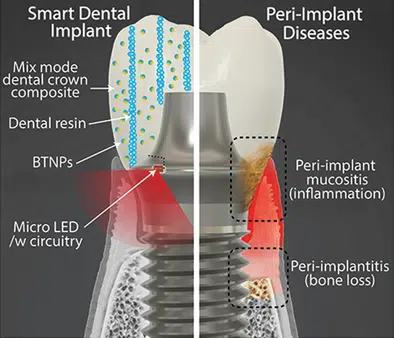 Smart Dental
Implant
Mix mode
dental crown
composite
Dental resin
BTNPs
Micro LED
/w circuitry
Peri-Implant
Diseases
Peri-implant
mucositis
(inflammation)
Peri-implantitis
(bone loss)